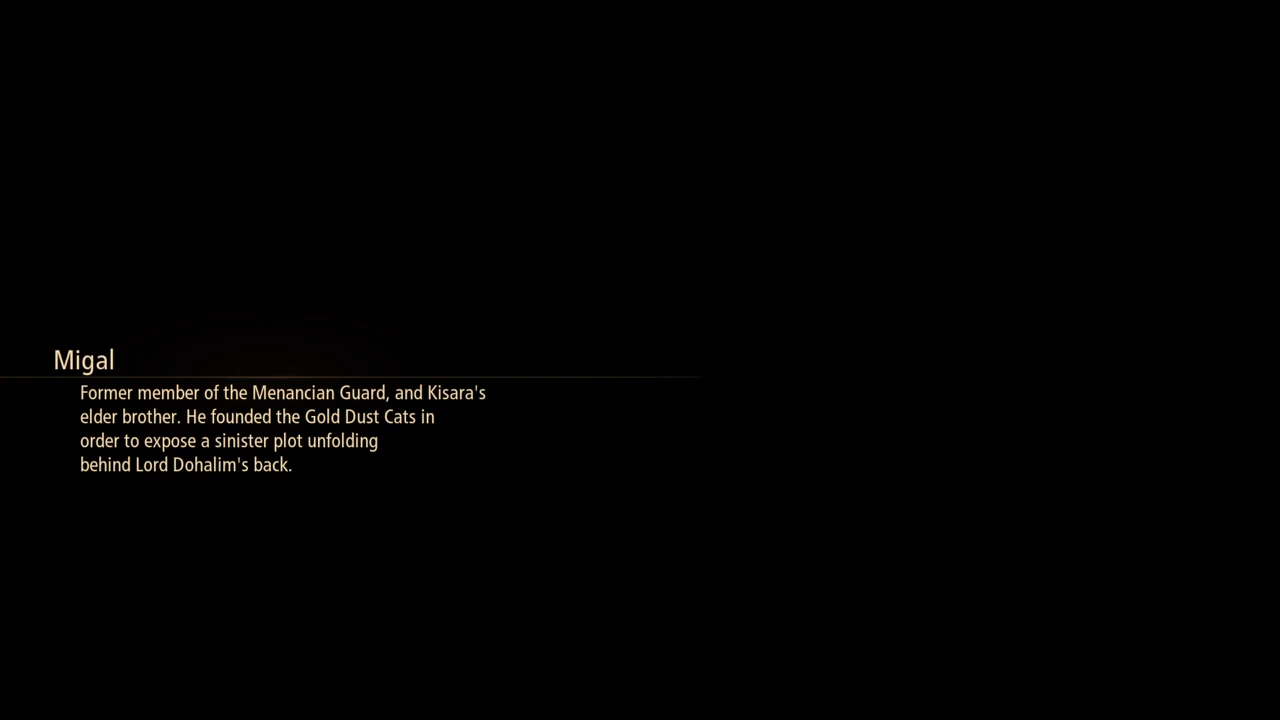 Migal
Former member of the Menancian Guard, and Kisara's
elder brother. He founded the Gold Dust Cats in
order to expose a sinister plot unfolding
behind Lord Dohalim's back.